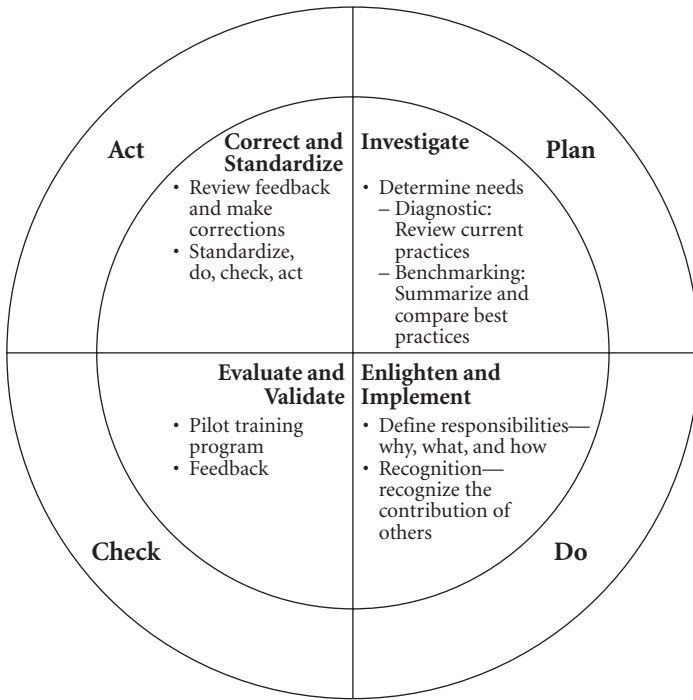 Act
Correct and
Standardize
• Review feedback
and make
corrections
• Standardize,
do, check, act
Investigate
• Determine needs
– Diagnostic:
Review current
practices
– Benchmarking:
Summarize and
compare best
practices
Plan
Evaluate and
Validate
• Pilot training
program
• Feedback
Check
Enlighten and
Implement
• Define responsibilities—
why, what, and how
• Recognition—
recognize the
contribution of
others
Do